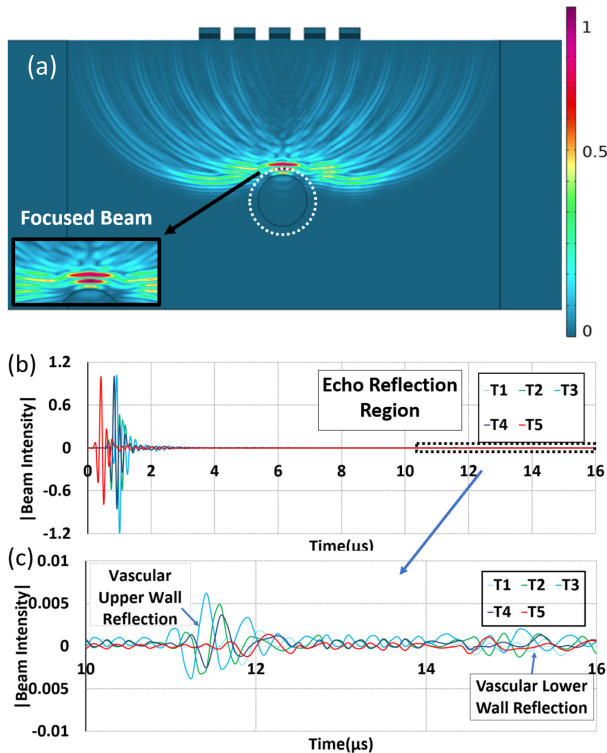 (a)
1
0.5
0
Focused Beam
(b)
|Beam Intensity|
1.2
0.6
0
-0.6
-1.2
Echo Reflection
Region
-T1 -T2 -T3
-T4 -T5
0 2 4 6 8 10 12 14 16
Time(µs)
(c)
|Beam Intensity|
0.01
0.005
0
-0.005
-0.01
Vascular
Upper Wall
Reflection
-T1 -T2 -T3
-T4 -T5
Vascular Lower
Wall Reflection
10 12 14 16
Time(µs)